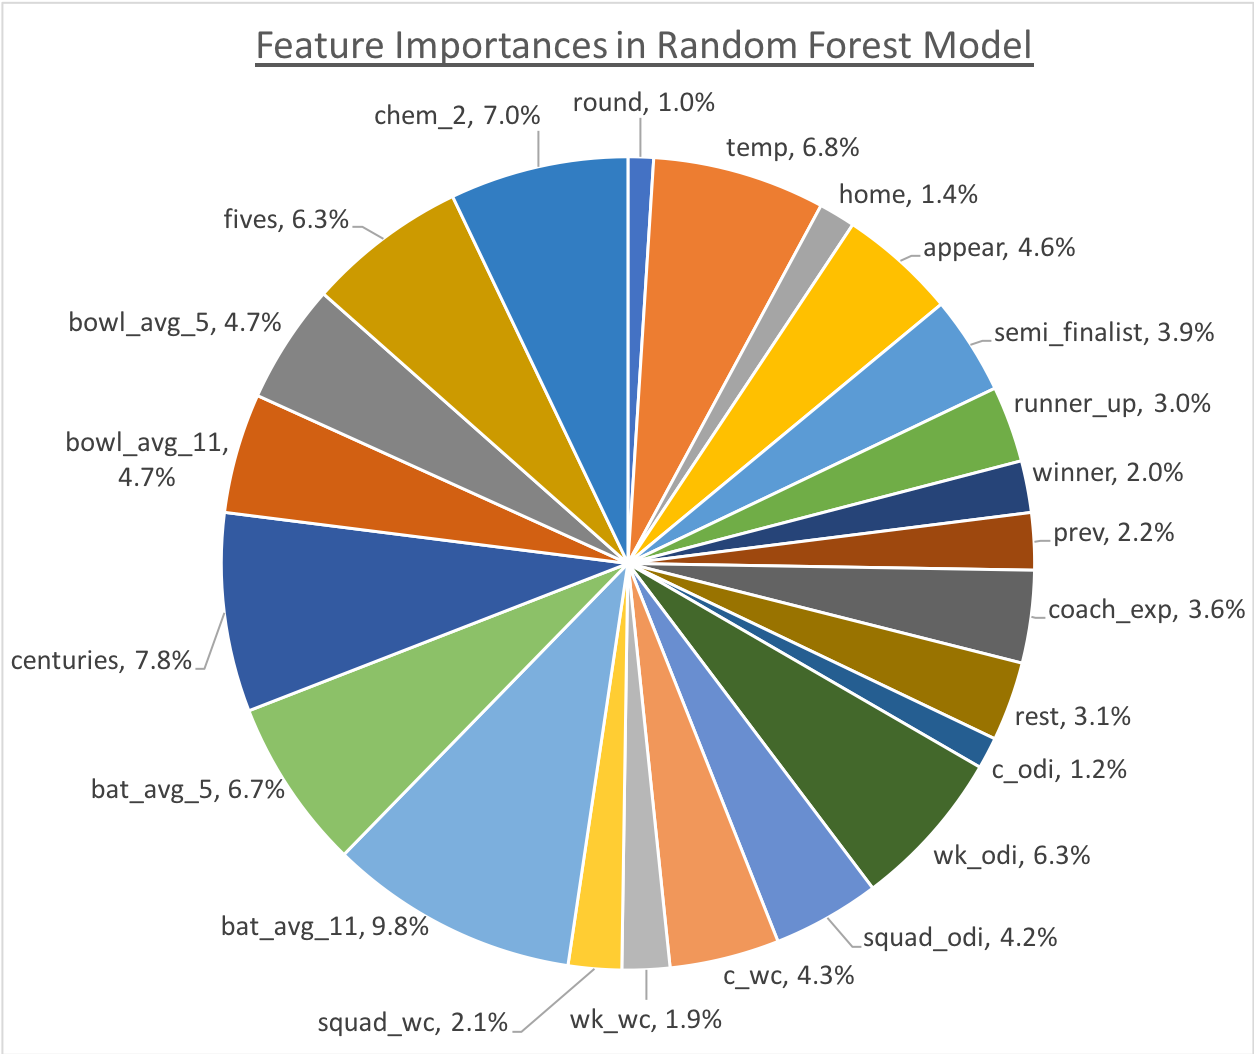 Feature Importances in Random Forest Model
round, 1.0%
temp, 6.8%
home, 1.4%
appear, 4.6%
semi_finalist, 3.9%
runner_up, 3.0%
winner, 2.0%
prev, 2.2%
coach_exp, 3.6%
rest, 3.1%
c_odi, 1.2%
wk_odi, 6.3%
squad_odi, 4.2%
c_wc, 4.3%
wk_wc, 1.9%
squad_wc, 2.1%
bat_avg_11, 9.8%
bat_avg_5, 6.7%
centuries, 7.8%
bowl_avg_11,
4.7%
bowl_avg_5, 4.7%
fives, 6.3%
chem_2, 7.0%